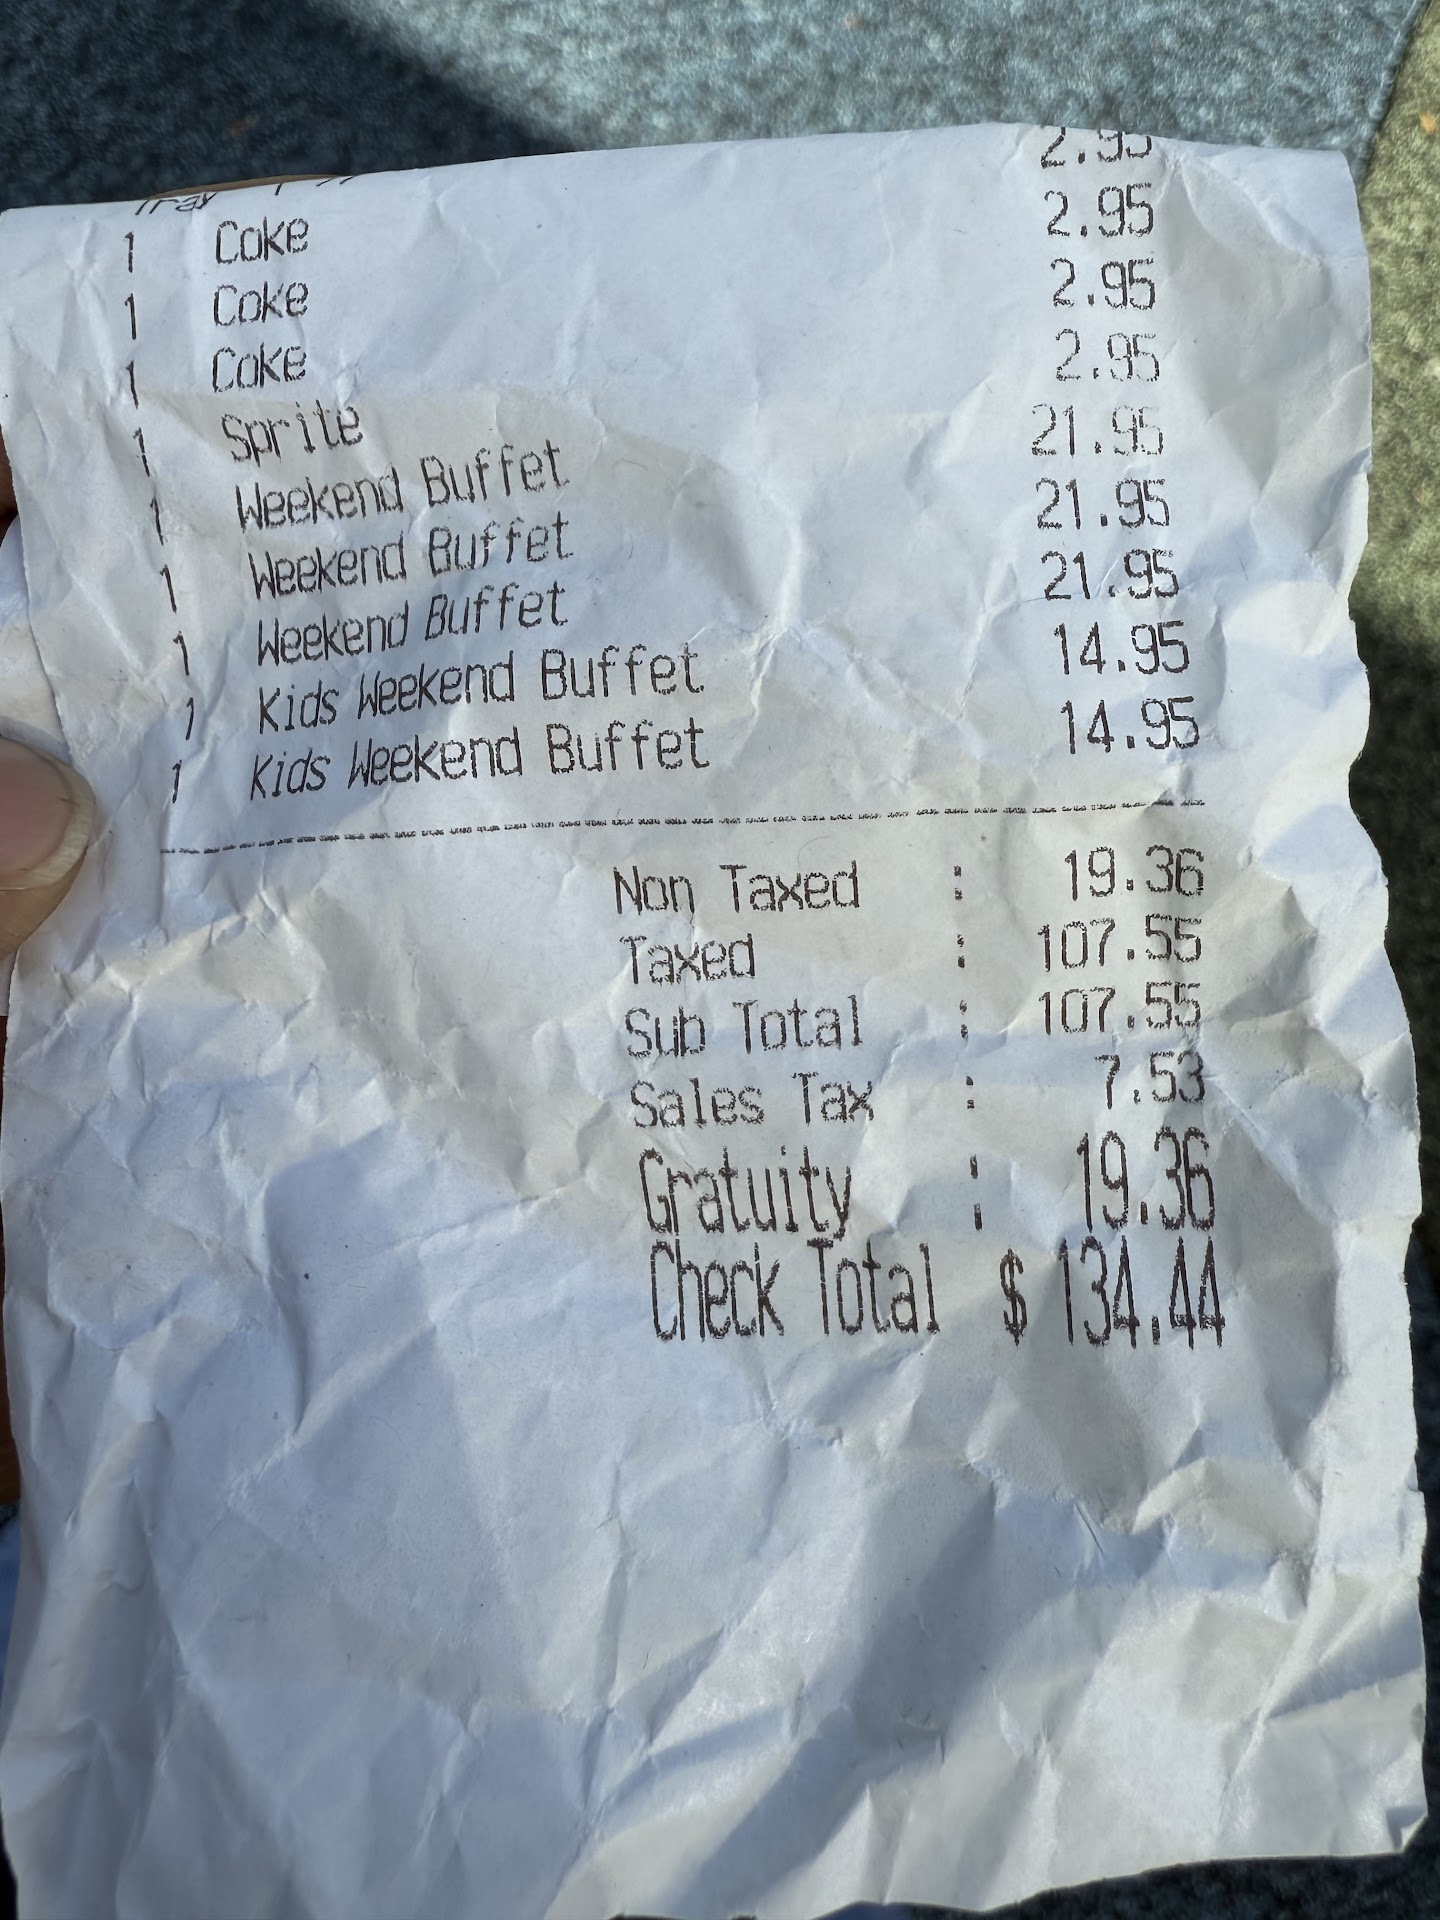 Tray
1 Coke 2.95
1 Coke 2.95
1 Coke 2.95
1 Sprite 2.95
1 Weekend Buffet 21.95
1 Weekend Buffet 21.95
1 Weekend Buffet 21.95
1 Kids Weekend Buffet 14.95
1 Kids Weekend Buffet 14.95
Non Taxed : 19.36
Taxed : 107.55
Sub Total : 107.55
Sales Tax : 7.53
Gratuity : 19.36
Check Total $ 134.44